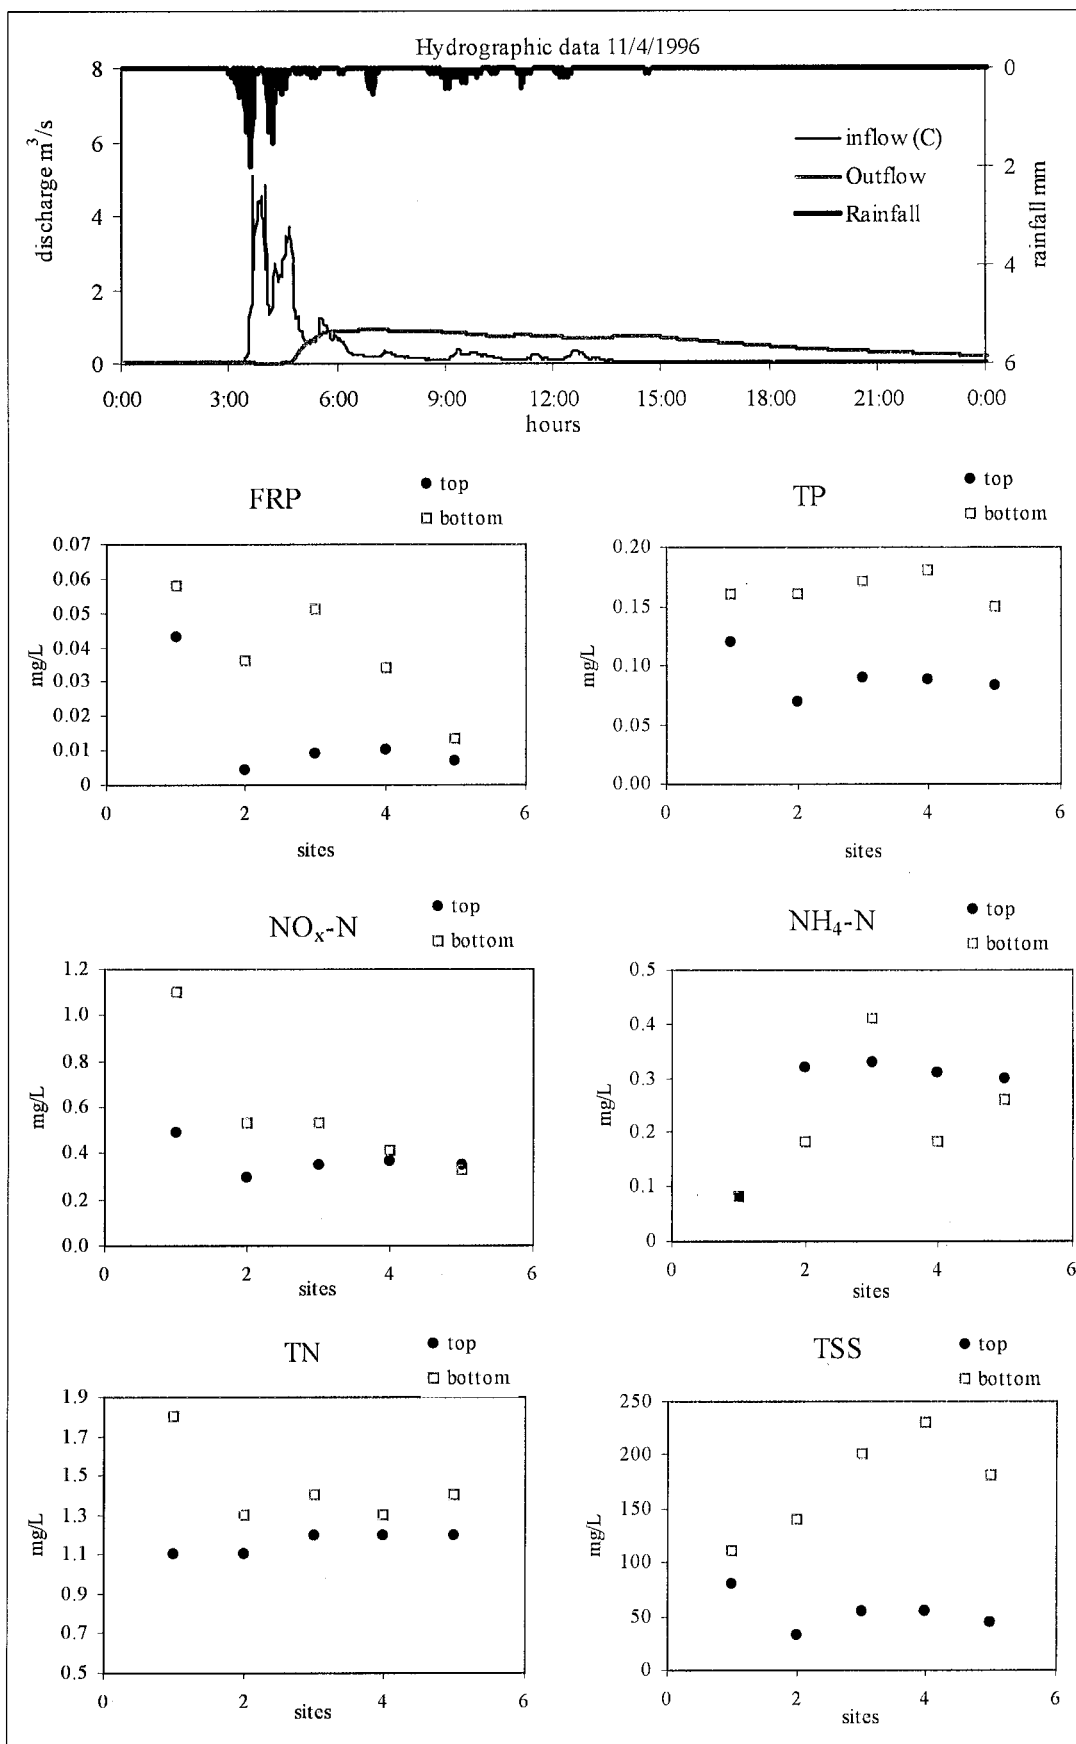 Hydrographic data 11/4/1996
8
6
4
2
0
discharge m³/s
0
2
4
6
rainfall mm
inflow (C)
Outflow
Rainfall
0:00 3:00 6:00 9:00 12:00 15:00 18:00 21:00 0:00
hours
FRP
top
bottom
0.07
0.06
0.05
0.04
0.03
0.02
0.01
0
mg/L
0 2 4 6
sites
TP
top
bottom
0.20
0.15
0.10
0.05
0.00
mg/L
0 2 4 6
sites
NOₓ-N
top
bottom
1.2
1.0
0.8
0.6
0.4
0.2
0.0
mg/L
0 2 4 6
sites
NH₄-N
top
bottom
0.5
0.4
0.3
0.2
0.1
0
mg/L
0 2 4 6
sites
TN
top
bottom
1.9
1.7
1.5
1.3
1.1
0.9
0.7
0.5
mg/L
0 2 4 6
sites
TSS
top
bottom
250
200
150
100
50
0
mg/L
0 2 4 6
sites